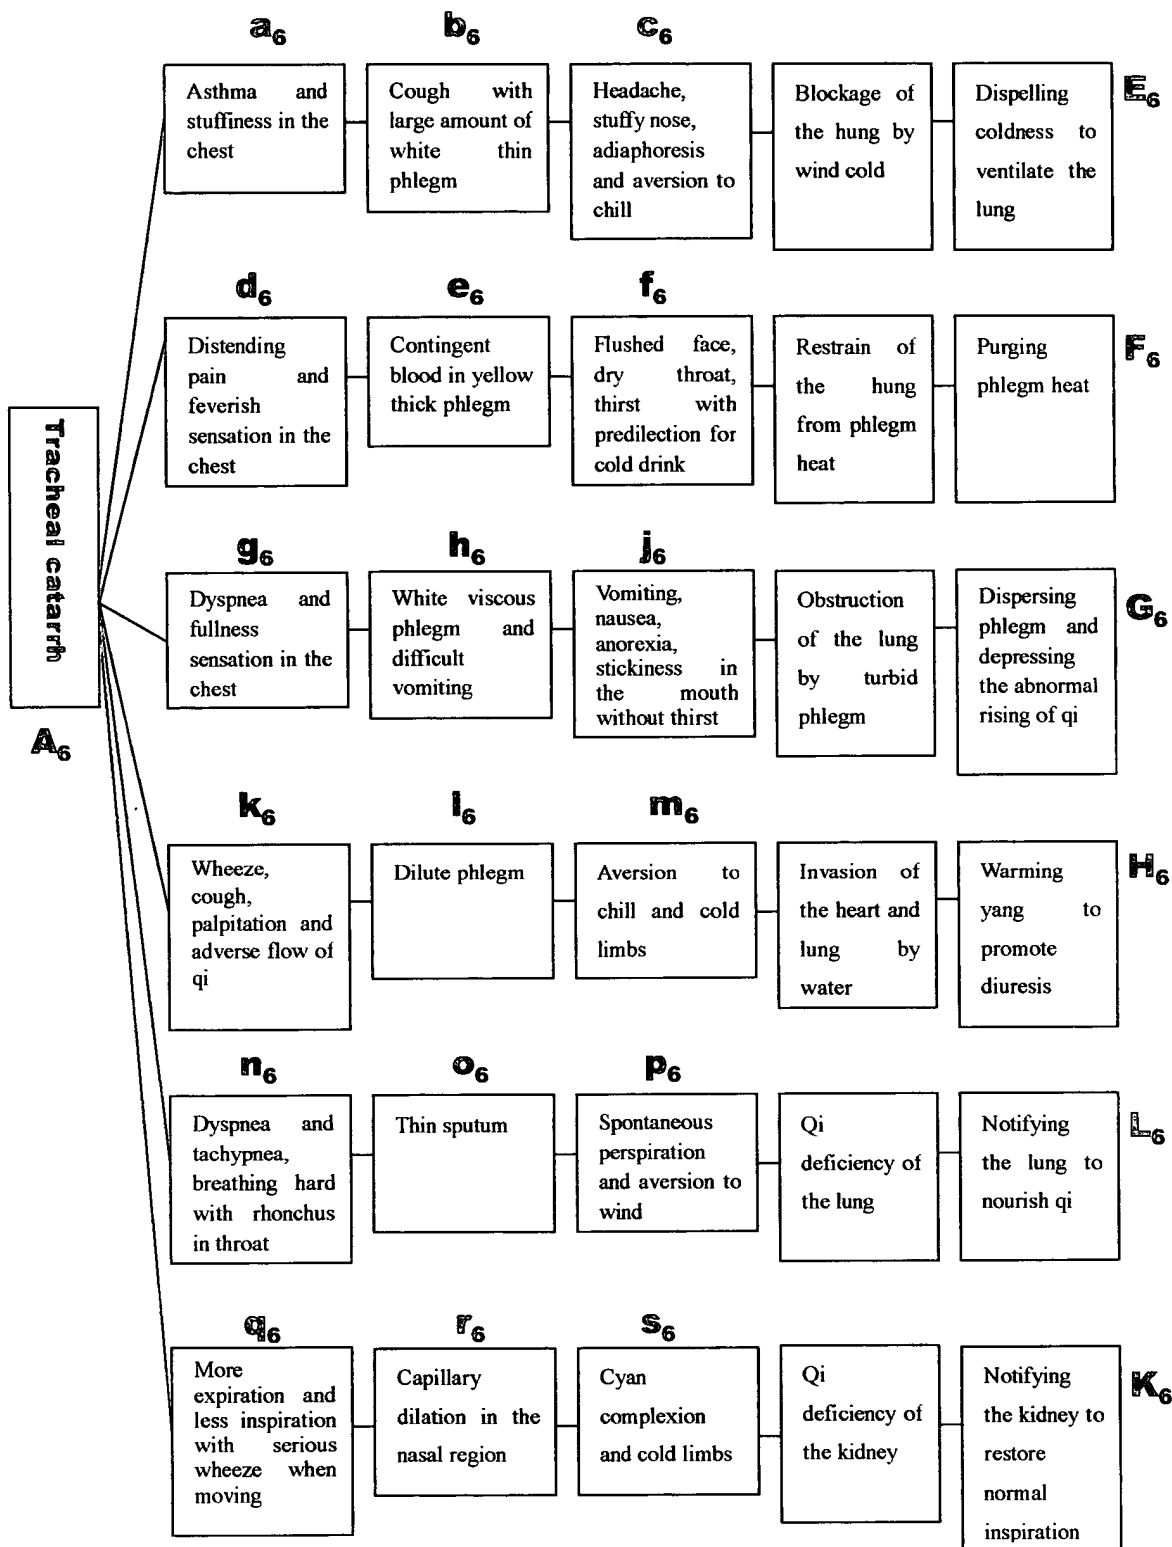 a6
b6
c6
Asthma and
stuffiness in the
chest
Cough with
large amount of
white thin
phlegm
Headache,
stuffy nose,
adiaphoresis
and aversion to
chill
Blockage of
the hung by
wind cold
Dispelling
coldness to
ventilate the
lung
E6
d6
e6
f6
Distending
pain and
feverish
sensation in the
chest
Contingent
blood in yellow
thick phlegm
Flushed face,
dry throat,
thirst with
predilection for
cold drink
Restrain of
the hung
from phlegm
heat
Purging
phlegm heat
F6
Tracheal catarrh
A6
g6
h6
j6
Dyspnea and
fullness
sensation in the
chest
White viscous
phlegm and
difficult
vomiting
Vomiting,
nausea,
anorexia,
stickiness in
the mouth
without thirst
Obstruction
of the lung
by turbid
phlegm
Dispersing
phlegm and
depressing
the abnormal
rising of qi
G6
k6
l6
m6
Wheeze,
cough,
palpitation and
adverse flow of
qi
Dilute phlegm
Aversion to
chill and cold
limbs
Invasion of
the heart and
lung by
water
Warming
yang to
promote
diuresis
H6
n6
o6
p6
Dyspnea and
tachypnea,
breathing hard
with rhonchus
in throat
Thin sputum
Spontaneous
perspiration
and aversion to
wind
Qi
deficiency of
the lung
Notifying
the lung to
nourish qi
L6
q6
r6
s6
More
expiration and
less inspiration
with serious
wheeze when
moving
Capillary
dilation in the
nasal region
Cyan
complexion
and cold limbs
Qi
deficiency of
the kidney
Notifying
the kidney to
restore
normal
inspiration
K6